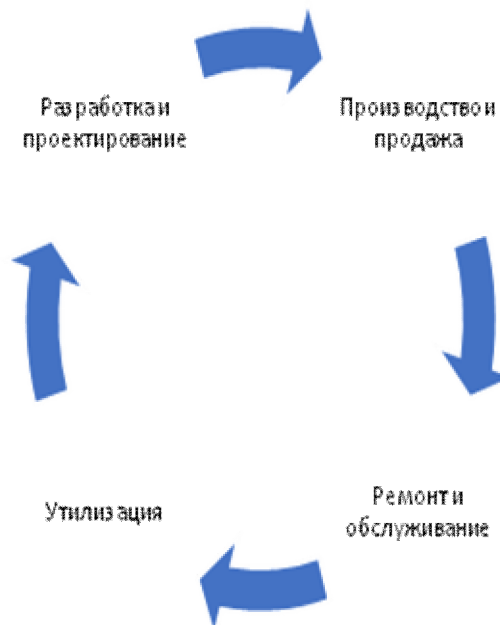 Разработка и
проектирование
Производство и
продажа
Ремонт и
обслуживание
Утилизация